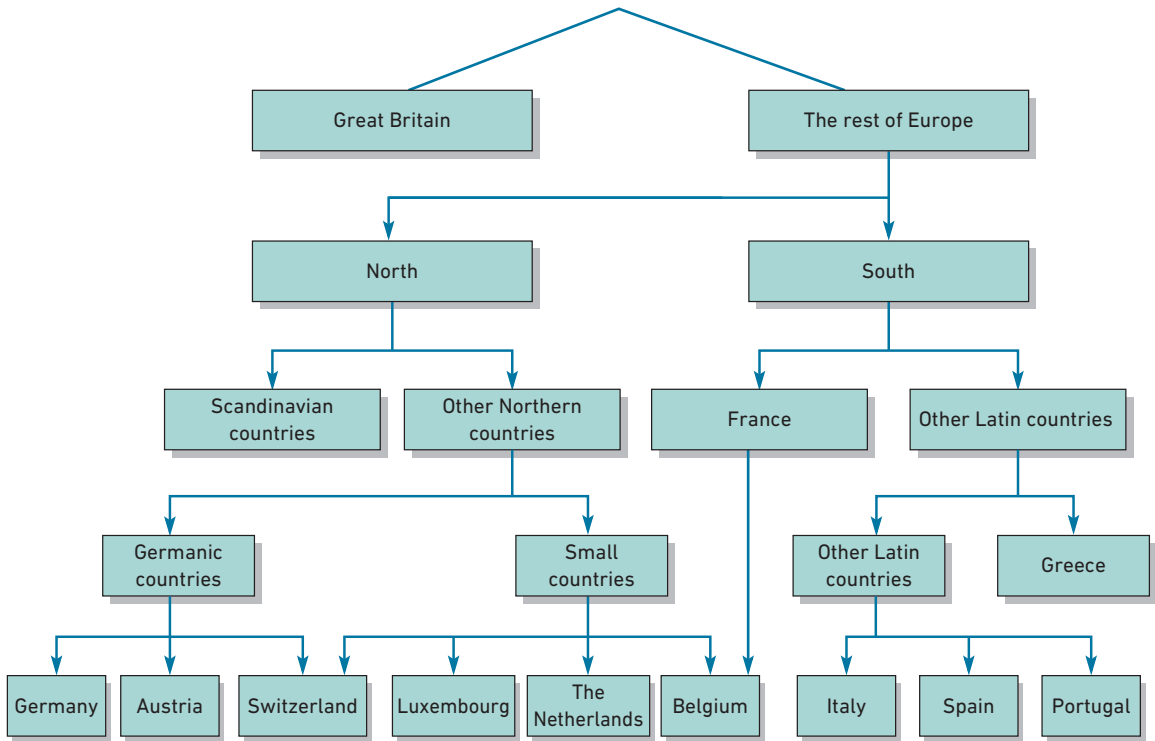 Great Britain
The rest of Europe
North
South
Scandinavian
countries
Other Northern
countries
France
Other Latin countries
Germanic
countries
Small
countries
Other Latin
countries
Greece
Germany
Austria
Switzerland
Luxembourg
The
Netherlands
Belgium
Italy
Spain
Portugal